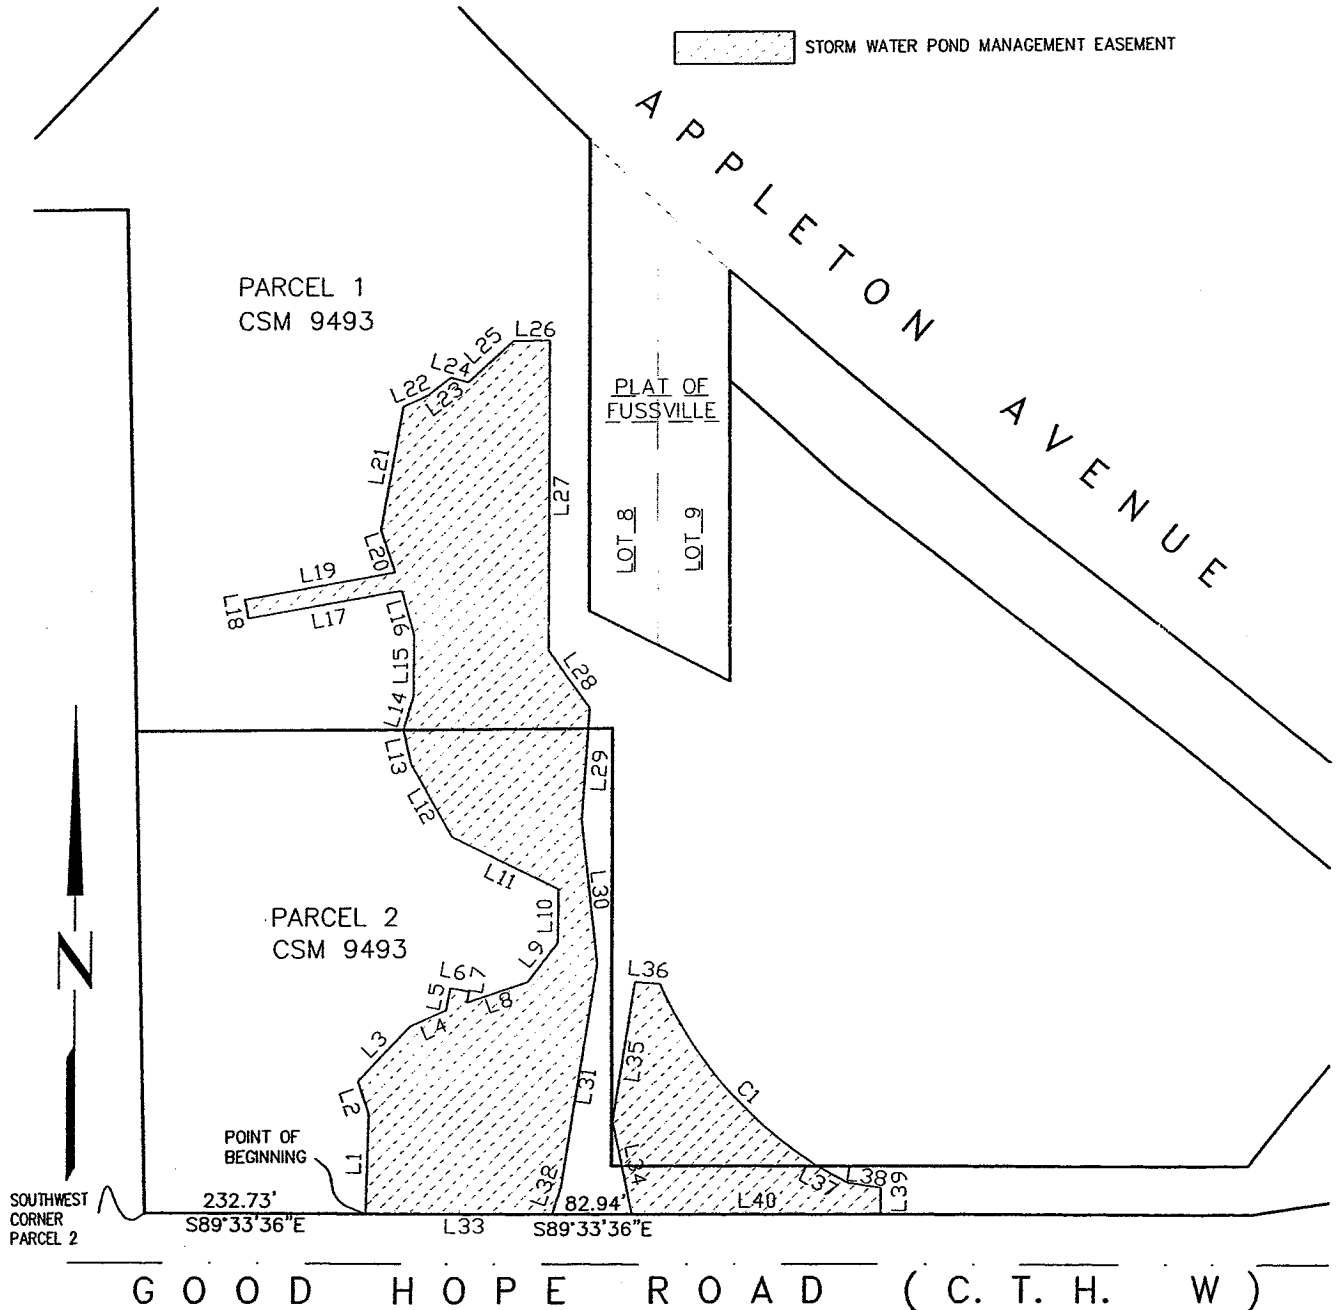 STORM WATER POND MANAGEMENT EASEMENT
APPLETON AVENUE
PARCEL 1
CSM 9493
L26
L25
L24
L22
L23
PLAT OF
FUSSVILLE
L21
L27
LOT 8
LOT 9
L20
L19
L18
L17
L16
L15
L28
L14
L13
L29
L12
L11
L30
PARCEL 2
CSM 9493
L10
L9
L6
L7
L5
L8
L4
L36
L3
L35
L31
C1
L2
POINT OF
BEGINNING
L1
L34
L37
L38
L39
L32
L40
SOUTHWEST
CORNER
PARCEL 2
232.73'
S89°33'36"E
L33
82.94'
S89°33'36"E
N
GOOD HOPE ROAD (C.T.H. W)